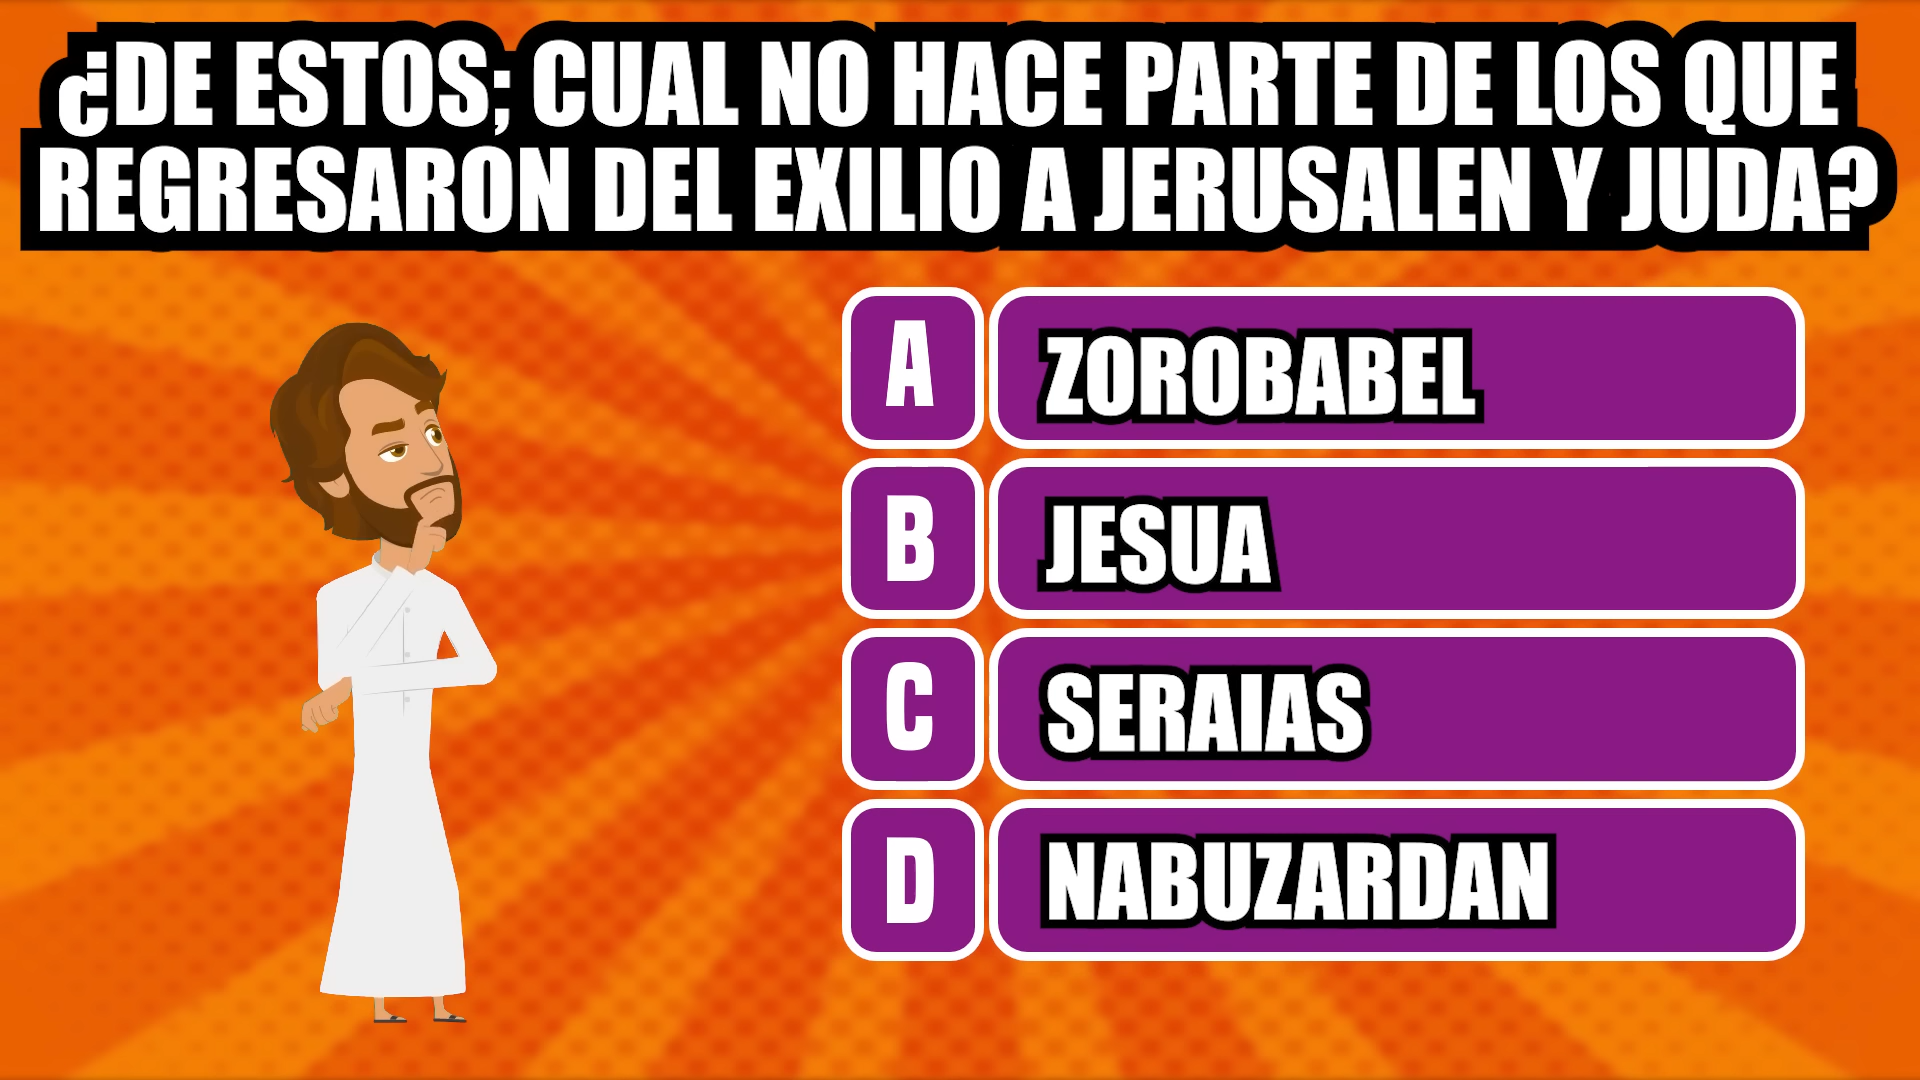 ¿DE ESTOS; CUAL NO HACE PARTE DE LOS QUE
REGRESARON DEL EXILIO A JERUSALEN Y JUDA?
A ZOROBABEL
B JESUA
C SERAIAS
D NABUZARDAN